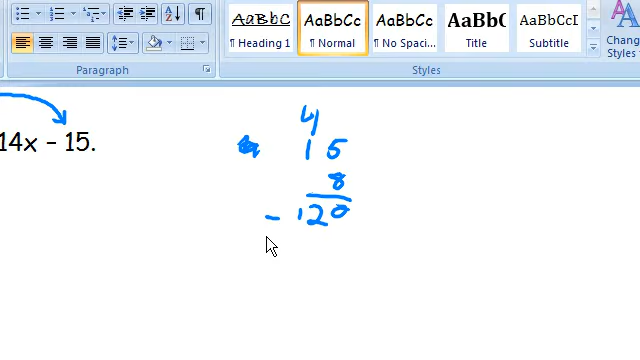 AaBbC AaBbCc AaBbCc AaBbCc AaBbCcI
¶ Heading 1 ¶ Normal ¶ No Spaci... Title Subtitle
Change
Styles
Paragraph Styles
14x − 15.
4
15
8
-120